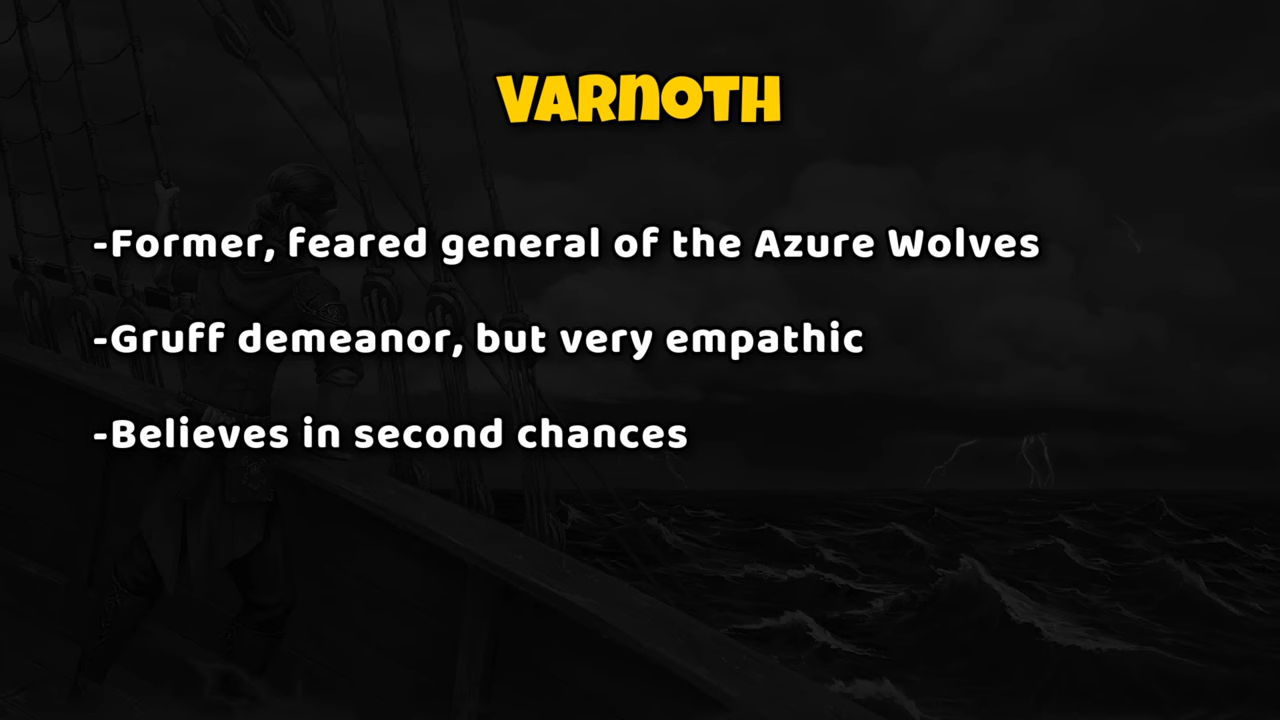 VARNOTH
-Former, feared general of the Azure Wolves
-Gruff demeanor, but very empathic
-Believes in second chances